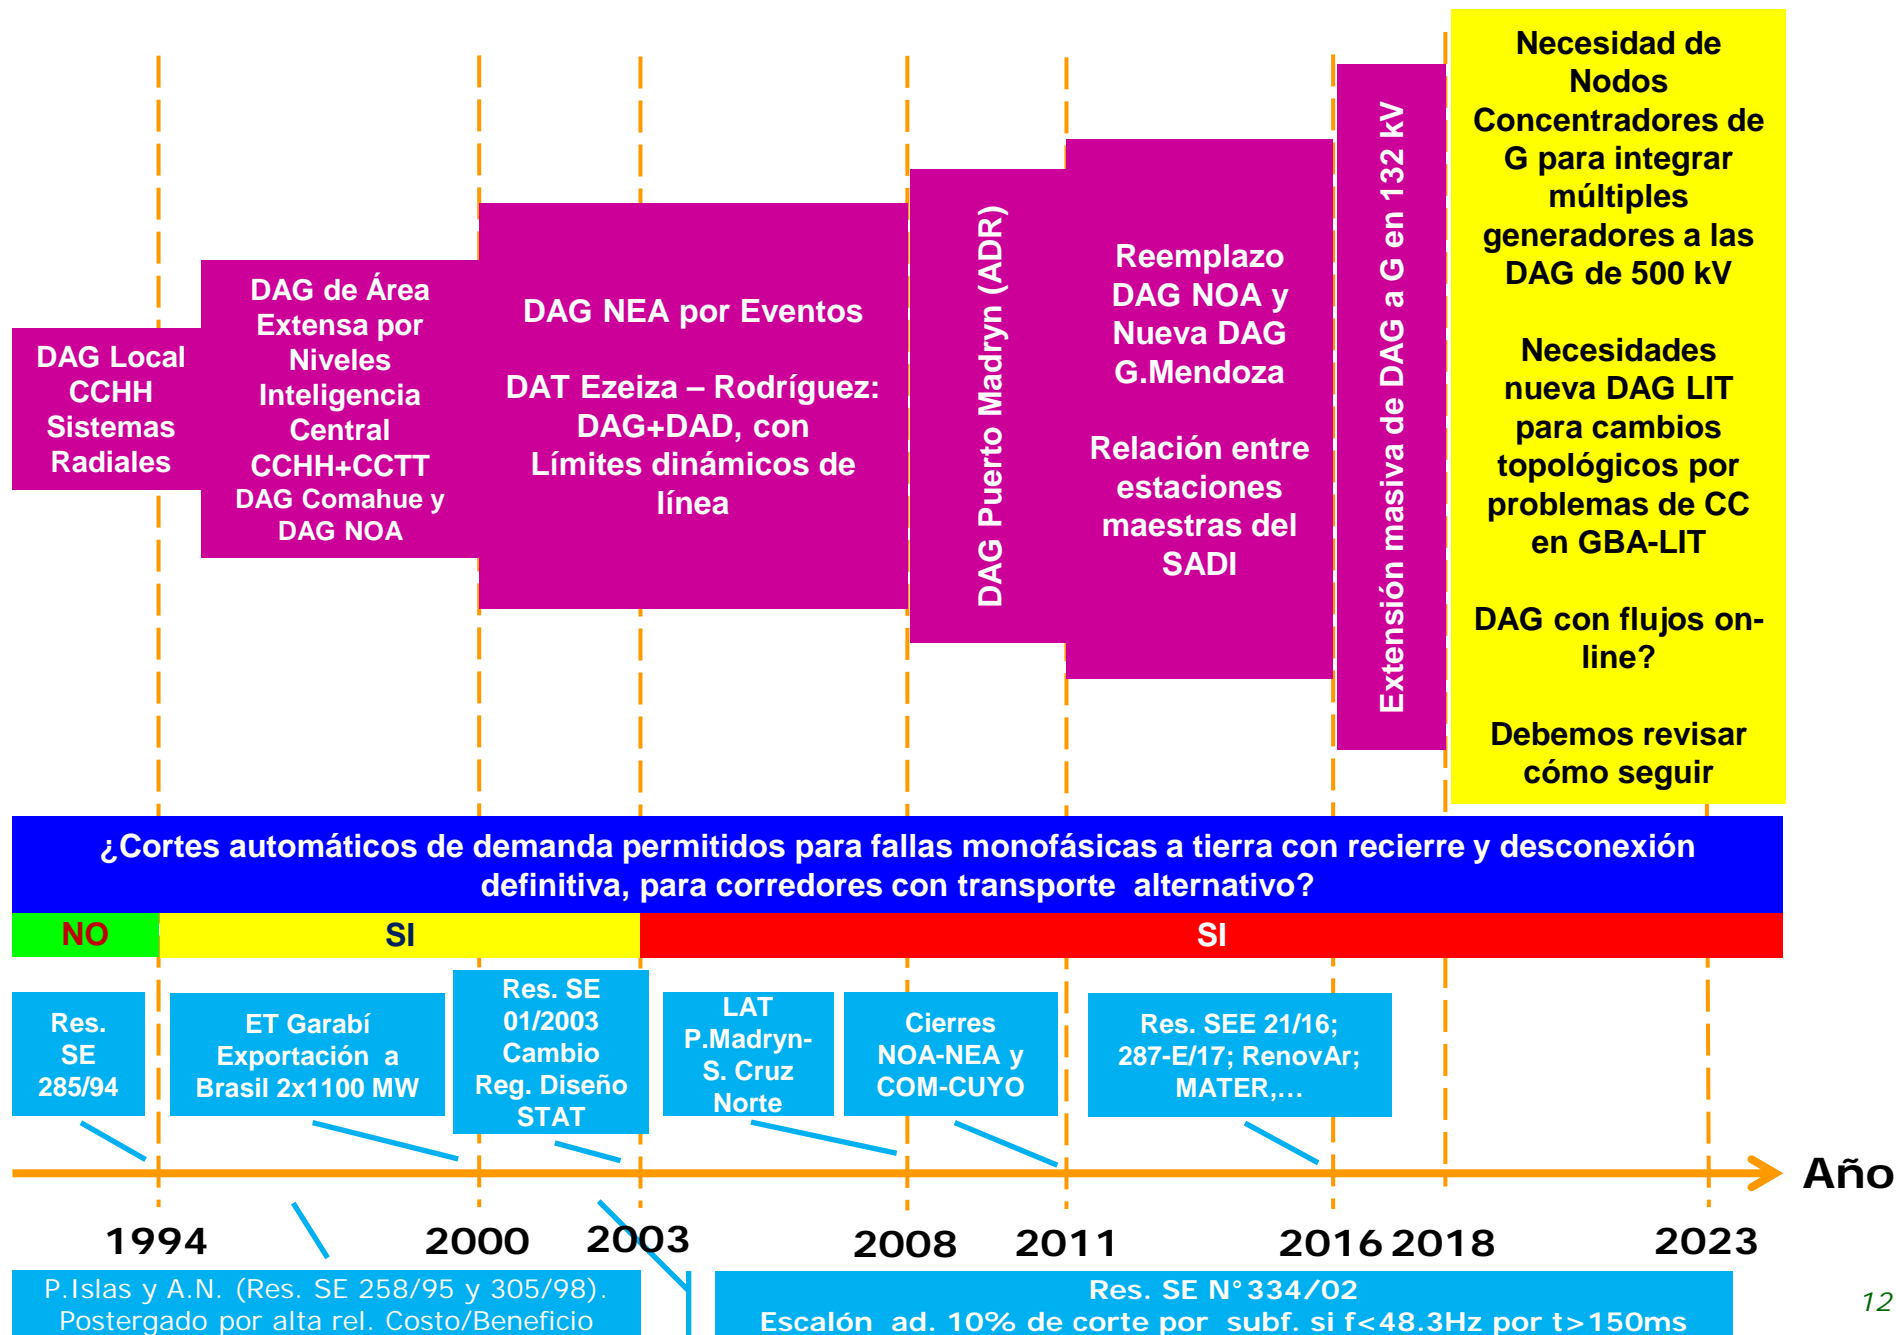 DAG Local
CCHH
Sistemas
Radiales
DAG de Área
Extensa por
Niveles
Inteligencia
Central
CCHH+CCTT
DAG Comahue y
DAG NOA
DAG NEA por Eventos
DAT Ezeiza – Rodríguez:
DAG+DAD, con
Límites dinámicos de
línea
DAG Puerto Madryn (ADR)
Reemplazo
DAG NOA y
Nueva DAG
G.Mendoza
Relación entre
estaciones
maestras del
SADI
Extensión masiva de DAG a G en 132 kV
Necesidad de
Nodos
Concentradores de
G para integrar
múltiples
generadores a las
DAG de 500 kV
Necesidades
nueva DAG LIT
para cambios
topológicos por
problemas de CC
en GBA-LIT
DAG con flujos on-
line?
Debemos revisar
cómo seguir
¿Cortes automáticos de demanda permitidos para fallas monofásicas a tierra con recierre y desconexión
definitiva, para corredores con transporte alternativo?
NO
SI
SI
Res.
SE
285/94
ET Garabí
Exportación a
Brasil 2x1100 MW
Res. SE
01/2003
Cambio
Reg. Diseño
STAT
LAT
P.Madryn-
S. Cruz
Norte
Cierres
NOA-NEA y
COM-CUYO
Res. SEE 21/16;
287-E/17; RenovAr;
MATER,...
Año
1994
2000
2003
2008
2011
2016
2018
2023
P.Islas y A.N. (Res. SE 258/95 y 305/98).
Postergado por alta rel. Costo/Beneficio
Res. SE N°334/02
Escalón ad. 10% de corte por subf. si f<48.3Hz por t>150ms
12